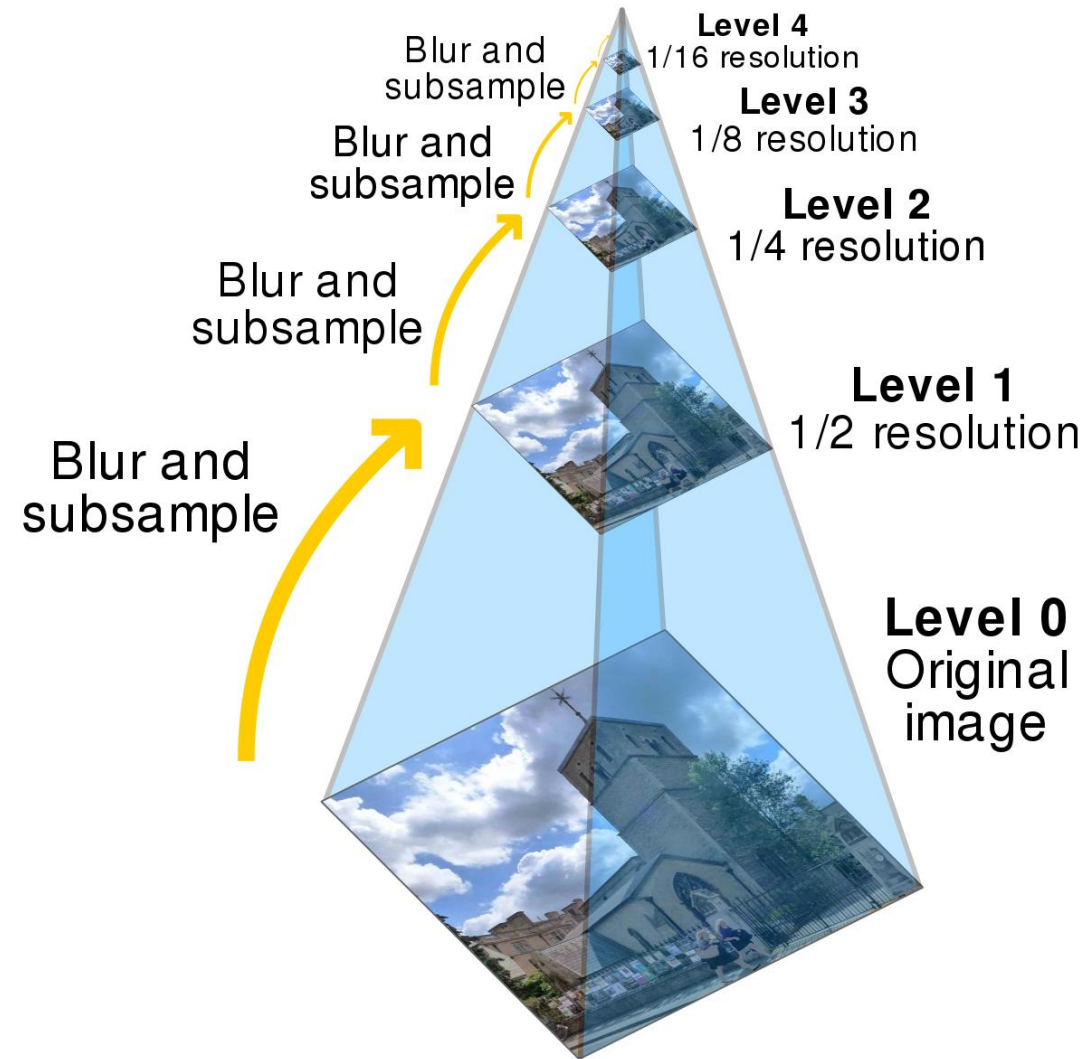 Level 4
1/16 resolution
Blur and
subsample
Level 3
1/8 resolution
Blur and
subsample
Level 2
1/4 resolution
Blur and
subsample
Level 1
1/2 resolution
Blur and
subsample
Level 0
Original
image